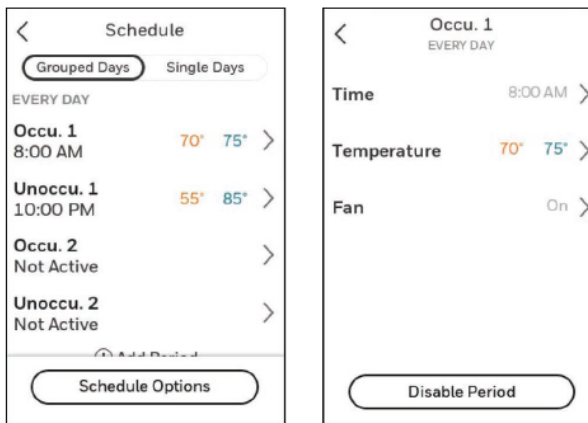 Schedule
Grouped Days Single Days
EVERY DAY
Occu. 1
8:00 AM
70° 75°
Unoccu. 1
10:00 PM
55° 85°
Occu. 2
Not Active
Unoccu. 2
Not Active
Add Period
Schedule Options
Occu. 1
EVERY DAY
Time 8:00 AM
Temperature 70° 75°
Fan On
Disable Period